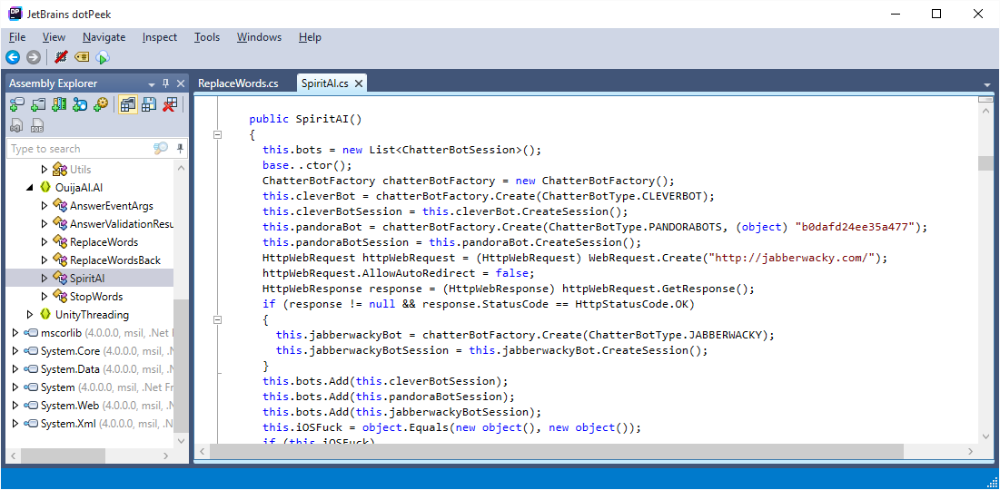 JetBrains dotPeek
File View Navigate Inspect Tools Windows Help
Assembly Explorer
Type to search
Utils
OuijaAI.AI
AnswerEventArgs
AnswerValidationResu
ReplaceWords
ReplaceWordsBack
SpiritAI
StopWords
UnityThreading
mscorlib (4.0.0.0, msil, .Net
System.Core (4.0.0.0, msil, .N
System.Data (4.0.0.0, msil, .N
System (4.0.0.0, msil, .Net Fr
System.Web (4.0.0.0, msil, .N
System.Xml (4.0.0.0, msil, .N
ReplaceWords.cs SpiritAI.cs
public SpiritAI()
{
this.bots = new List<ChatterBotSession>();
base..ctor();
ChatterBotFactory chatterBotFactory = new ChatterBotFactory();
this.cleverBot = chatterBotFactory.Create(ChatterBotType.CLEVERBOT);
this.cleverBotSession = this.cleverBot.CreateSession();
this.pandoraBot = chatterBotFactory.Create(ChatterBotType.PANDORABOTS, (object) "b0dafd24ee35a477");
this.pandoraBotSession = this.pandoraBot.CreateSession();
HttpWebRequest httpWebRequest = (HttpWebRequest) WebRequest.Create("http://jabberwacky.com/");
httpWebRequest.AllowAutoRedirect = false;
HttpWebResponse response = (HttpWebResponse) httpWebRequest.GetResponse();
if (response != null && response.StatusCode == HttpStatusCode.OK)
{
this.jabberwackyBot = chatterBotFactory.Create(ChatterBotType.JABBERWACKY);
this.jabberwackyBotSession = this.jabberwackyBot.CreateSession();
}
this.bots.Add(this.cleverBotSession);
this.bots.Add(this.pandoraBotSession);
this.bots.Add(this.jabberwackyBotSession);
this.iOSFuck = object.Equals(new object(), new object());
if (this.iOSFuck)